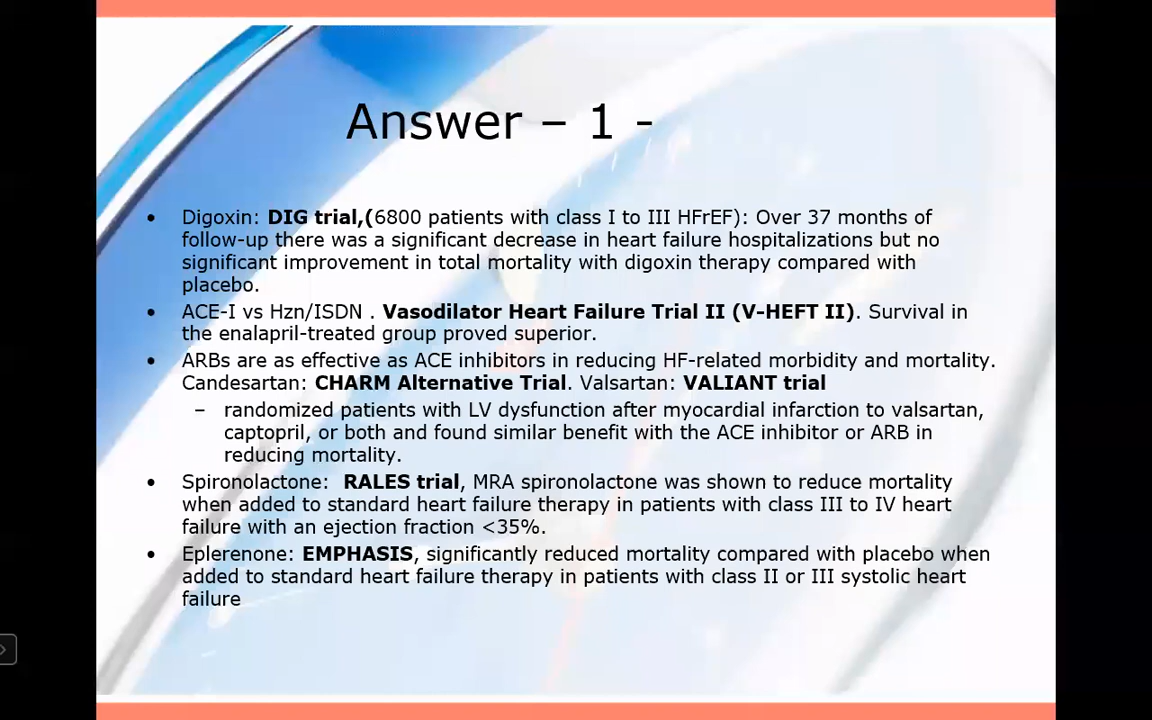 Answer – 1 -
• Digoxin: DIG trial,(6800 patients with class I to III HFrEF): Over 37 months of
follow-up there was a significant decrease in heart failure hospitalizations but no
significant improvement in total mortality with digoxin therapy compared with
placebo.
• ACE-I vs Hzn/ISDN . Vasodilator Heart Failure Trial II (V-HEFT II). Survival in
the enalapril-treated group proved superior.
• ARBs are as effective as ACE inhibitors in reducing HF-related morbidity and mortality.
Candesartan: CHARM Alternative Trial. Valsartan: VALIANT trial
– randomized patients with LV dysfunction after myocardial infarction to valsartan,
captopril, or both and found similar benefit with the ACE inhibitor or ARB in
reducing mortality.
• Spironolactone: RALES trial, MRA spironolactone was shown to reduce mortality
when added to standard heart failure therapy in patients with class III to IV heart
failure with an ejection fraction <35%.
• Eplerenone: EMPHASIS, significantly reduced mortality compared with placebo when
added to standard heart failure therapy in patients with class II or III systolic heart
failure